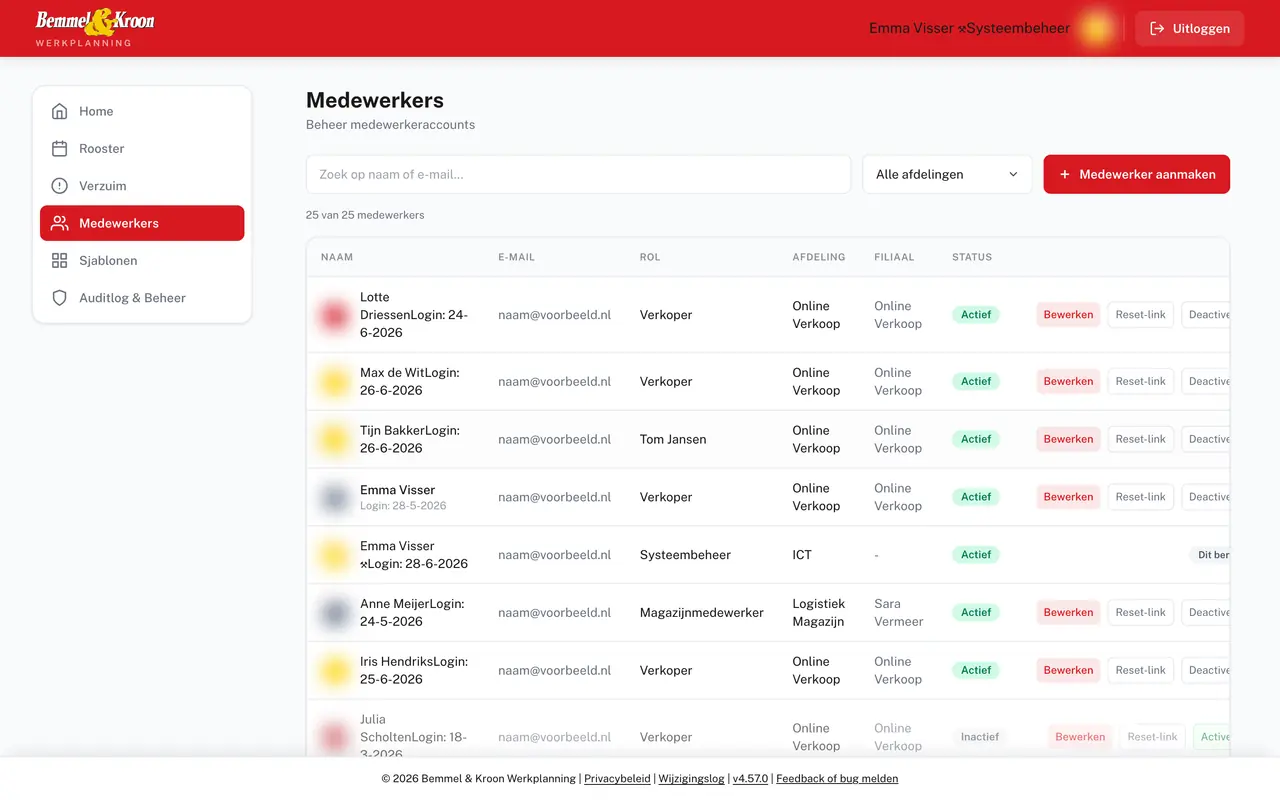 Bemmel & Kroon
WERKPLANNING
Emma Visser ⚒Systeembeheer
Uitloggen
Home
Rooster
Verzuim
Medewerkers
Sjablonen
Auditlog & Beheer
Medewerkers
Beheer medewerkeraccounts
Zoek op naam of e-mail...
Alle afdelingen
+ Medewerker aanmaken
25 van 25 medewerkers
NAAM E-MAIL ROL AFDELING FILIAAL STATUS
Lotte
DriessenLogin: 24-
6-2026
naam@voorbeeld.nl
Verkoper
Online
Verkoop
Online
Verkoop
Actief
Bewerken
Reset-link
Deactive
Max de WitLogin:
26-6-2026
naam@voorbeeld.nl
Verkoper
Online
Verkoop
Online
Verkoop
Actief
Bewerken
Reset-link
Deactive
Tijn BakkerLogin:
26-6-2026
naam@voorbeeld.nl
Tom Jansen
Online
Verkoop
Online
Verkoop
Actief
Bewerken
Reset-link
Deactive
Emma Visser
Login: 28-5-2026
naam@voorbeeld.nl
Verkoper
Online
Verkoop
Online
Verkoop
Actief
Bewerken
Reset-link
Deactive
Emma Visser
⚒Login: 28-6-2026
naam@voorbeeld.nl
Systeembeheer
ICT
-
Actief
Dit ber
Anne MeijerLogin:
24-5-2026
naam@voorbeeld.nl
Magazijnmedewerker
Logistiek
Magazijn
Sara
Vermeer
Actief
Bewerken
Reset-link
Deactive
Iris HendriksLogin:
25-6-2026
naam@voorbeeld.nl
Verkoper
Online
Verkoop
Online
Verkoop
Actief
Bewerken
Reset-link
Deactive
Julia
ScholtenLogin: 18-
3-2026
naam@voorbeeld.nl
Verkoper
Online
Verkoop
Online
Verkoop
Inactief
Bewerken
Reset-link
Active
© 2026 Bemmel & Kroon Werkplanning | Privacybeleid | Wijzigingslog | v4.57.0 | Feedback of bug melden